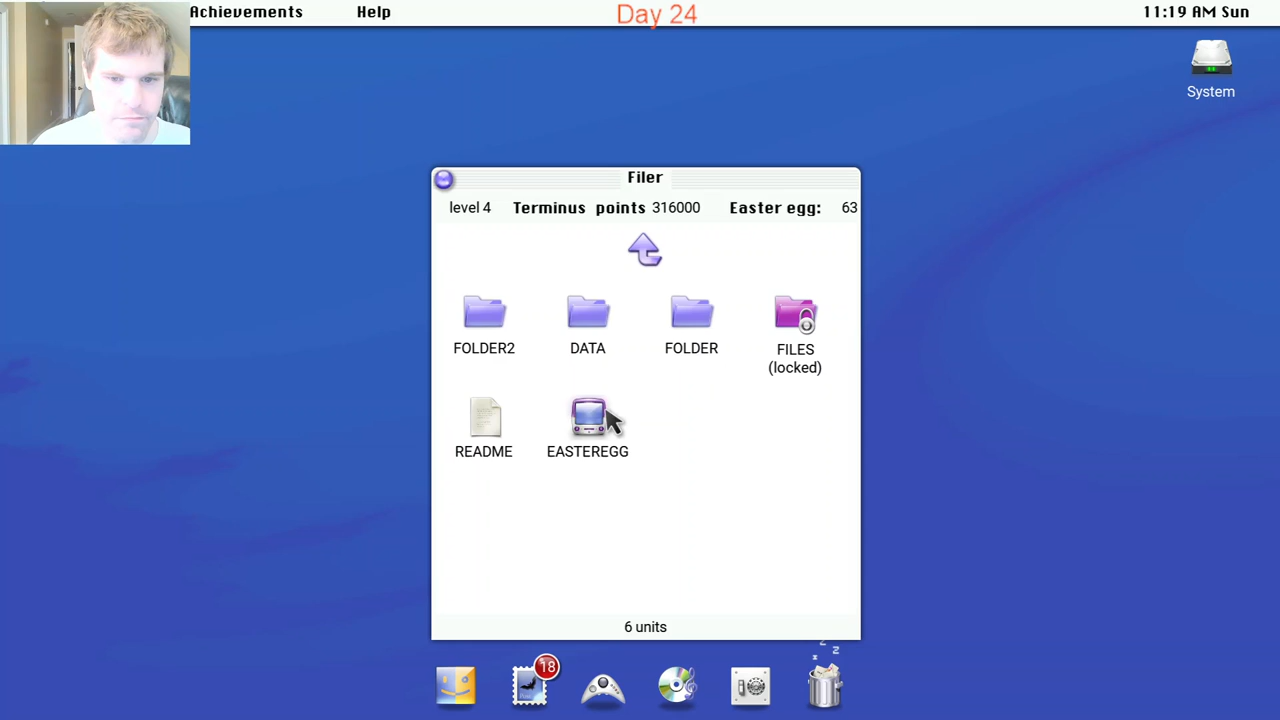 Achievements Help Day 24 11:19 AM Sun
System
Filer
level 4 Terminus points 316000 Easter egg: 63
FOLDER2 DATA FOLDER FILES
(locked)
README EASTEREGG
6 units
z
z
z
18